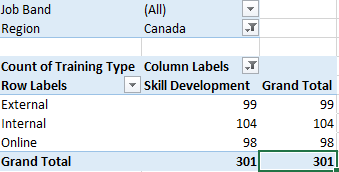 Job Band (All)
Region Canada
Count of Training Type Column Labels
Row Labels Skill Development Grand Total
External 99 99
Internal 104 104
Online 98 98
Grand Total 301 301